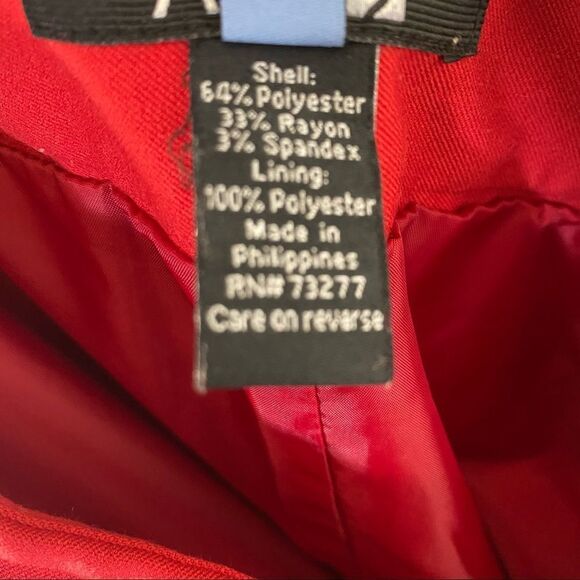 Shell:
64% Polyester
33% Rayon
3% Spandex
Lining:
100% Polyester
Made in
Philippines
RN# 73277
Care on reverse